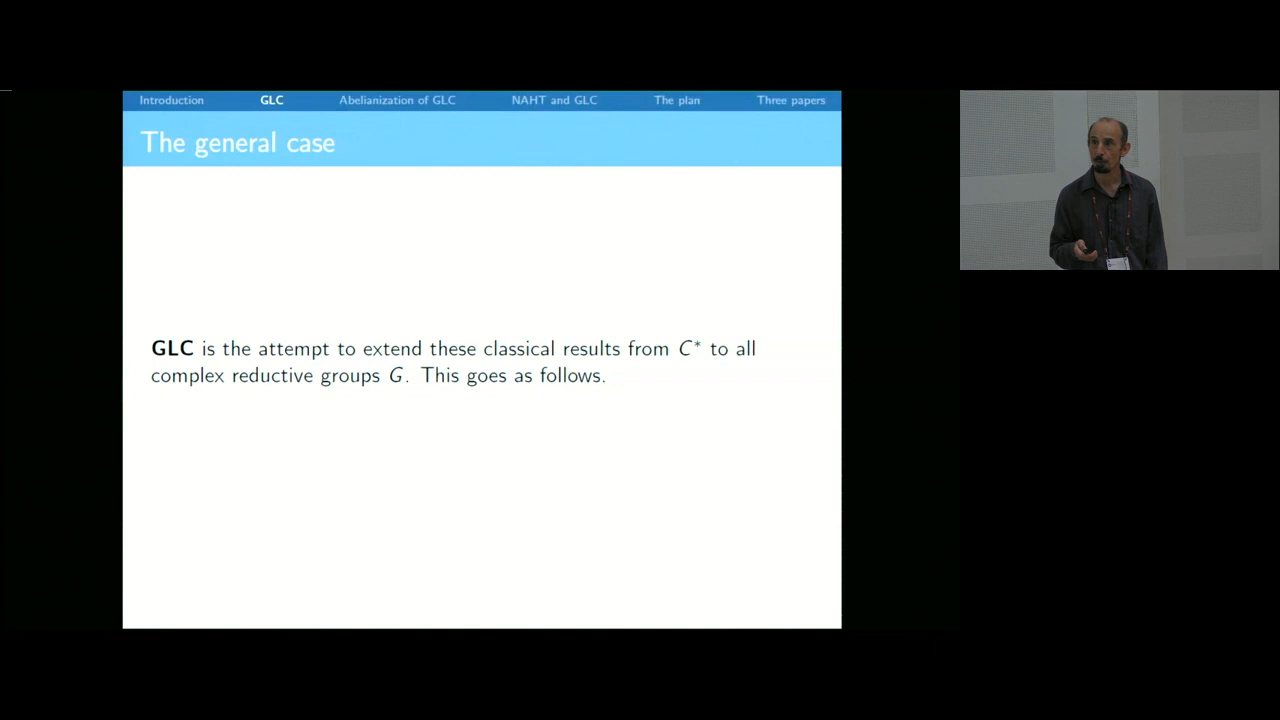 Introduction GLC Abelianization of GLC NAHT and GLC The plan Three papers
The general case
GLC is the attempt to extend these classical results from C* to all
complex reductive groups G. This goes as follows.